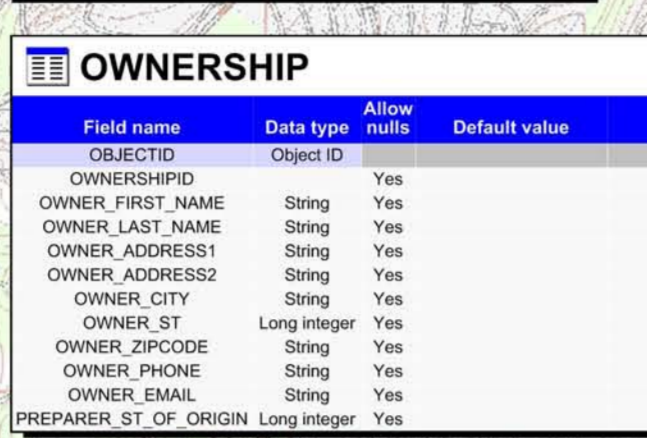 OWNERSHIP
Field name Data type Allow nulls Default value
OBJECTID Object ID
OWNERSHIPID Yes
OWNER_FIRST_NAME String Yes
OWNER_LAST_NAME String Yes
OWNER_ADDRESS1 String Yes
OWNER_ADDRESS2 String Yes
OWNER_CITY String Yes
OWNER_ST Long integer Yes
OWNER_ZIPCODE String Yes
OWNER_PHONE String Yes
OWNER_EMAIL String Yes
PREPARER_ST_OF_ORIGIN Long integer Yes